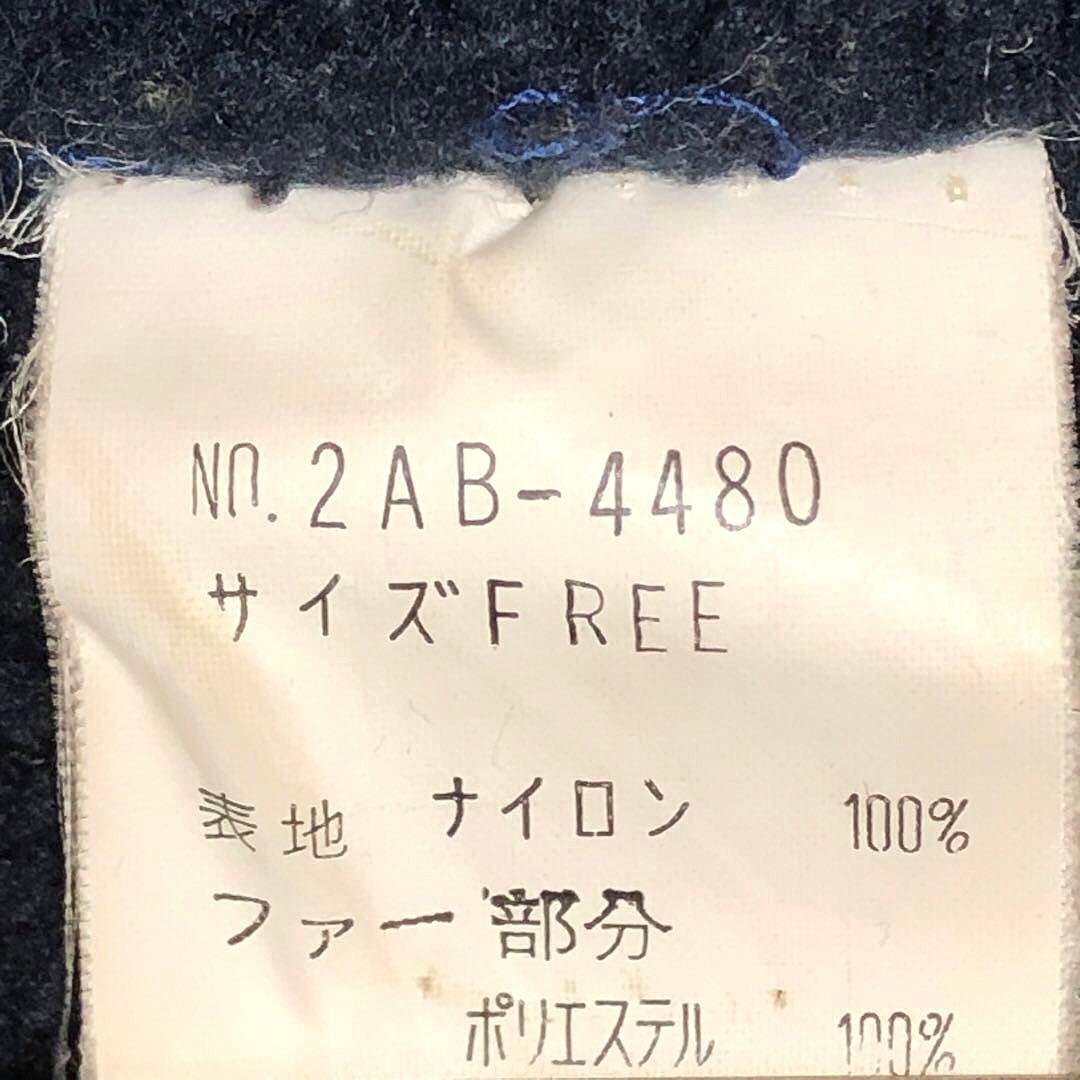 NO. 2AB-4480
サイズFREE
表地 ナイロン 100%
ファー部分
ポリエステル 100%